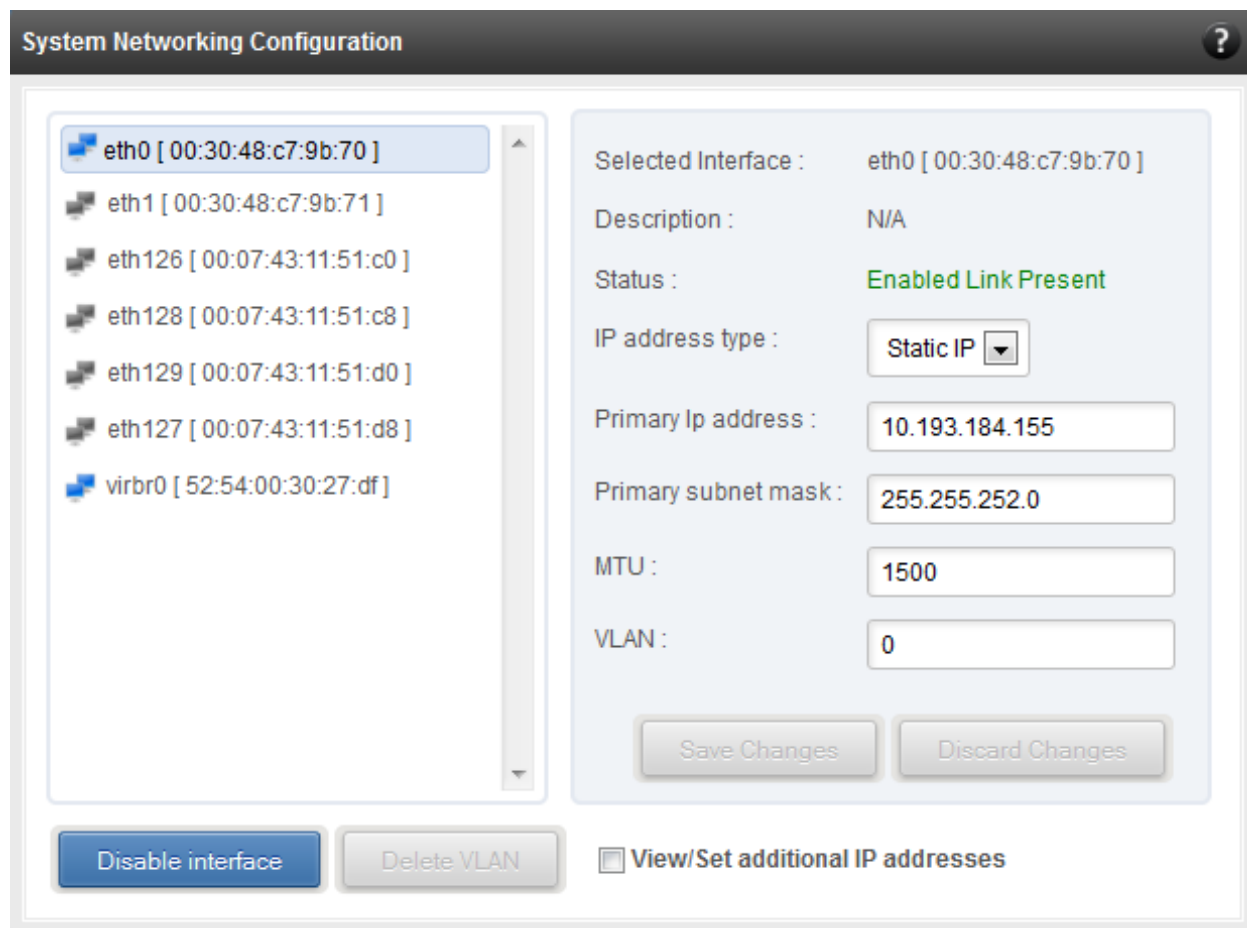 System Networking Configuration
?
eth0 [ 00:30:48:c7:9b:70 ]
eth1 [ 00:30:48:c7:9b:71 ]
eth126 [ 00:07:43:11:51:c0 ]
eth128 [ 00:07:43:11:51:c8 ]
eth129 [ 00:07:43:11:51:d0 ]
eth127 [ 00:07:43:11:51:d8 ]
virbr0 [ 52:54:00:30:27:df ]
Selected Interface : eth0 [ 00:30:48:c7:9b:70 ]
Description : N/A
Status : Enabled Link Present
IP address type : Static IP
Primary Ip address : 10.193.184.155
Primary subnet mask : 255.255.252.0
MTU : 1500
VLAN : 0
Save Changes Discard Changes
Disable interface Delete VLAN View/Set additional IP addresses